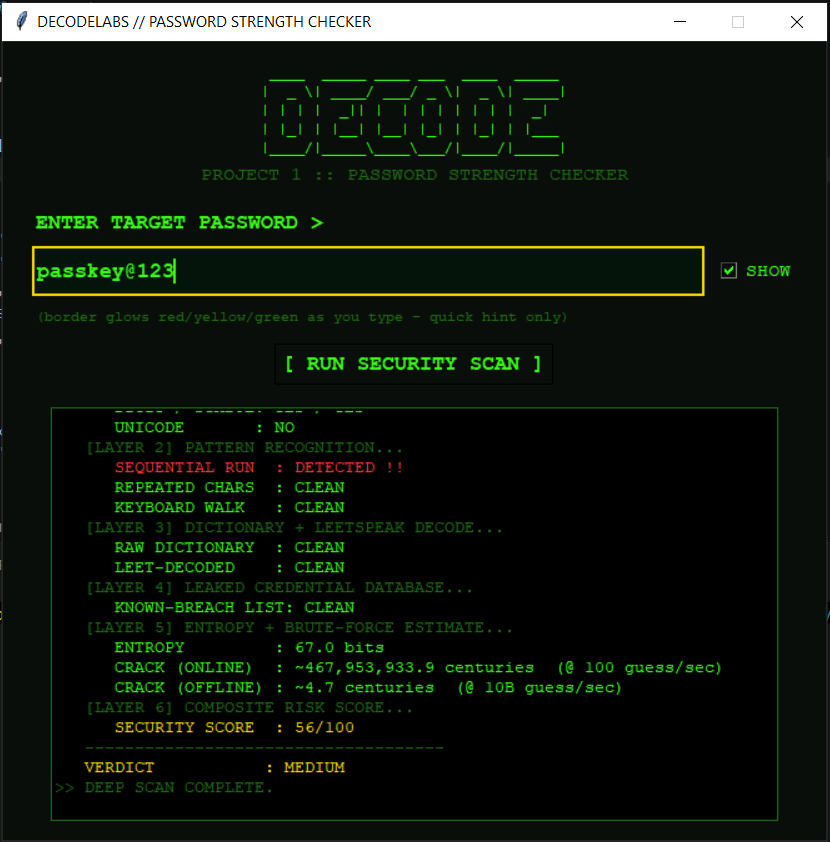 DECODELABS // PASSWORD STRENGTH CHECKER
DECODE
PROJECT 1 :: PASSWORD STRENGTH CHECKER
ENTER TARGET PASSWORD >
passkey@123
SHOW
(border glows red/yellow/green as you type - quick hint only)
[ RUN SECURITY SCAN ]
UNICODE : NO
[LAYER 2] PATTERN RECOGNITION...
SEQUENTIAL RUN : DETECTED !!
REPEATED CHARS : CLEAN
KEYBOARD WALK : CLEAN
[LAYER 3] DICTIONARY + LEETSPEAK DECODE...
RAW DICTIONARY : CLEAN
LEET-DECODED : CLEAN
[LAYER 4] LEAKED CREDENTIAL DATABASE...
KNOWN-BREACH LIST: CLEAN
[LAYER 5] ENTROPY + BRUTE-FORCE ESTIMATE...
ENTROPY : 67.0 bits
CRACK (ONLINE) : ~467,953,933.9 centuries (@ 100 guess/sec)
CRACK (OFFLINE) : ~4.7 centuries (@ 10B guess/sec)
[LAYER 6] COMPOSITE RISK SCORE...
SECURITY SCORE : 56/100
------------------------------------
VERDICT : MEDIUM
>> DEEP SCAN COMPLETE.